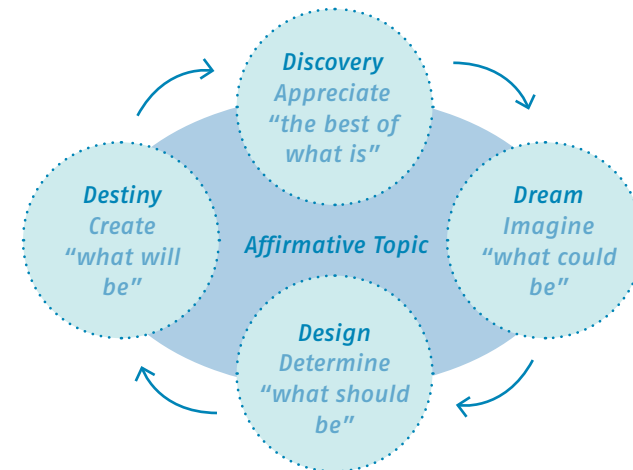 Discovery
Appreciate
“the best of
what is”
Destiny
Create
“what will
be”
Affirmative Topic
Dream
Imagine
“what could
be”
Design
Determine
“what should
be”